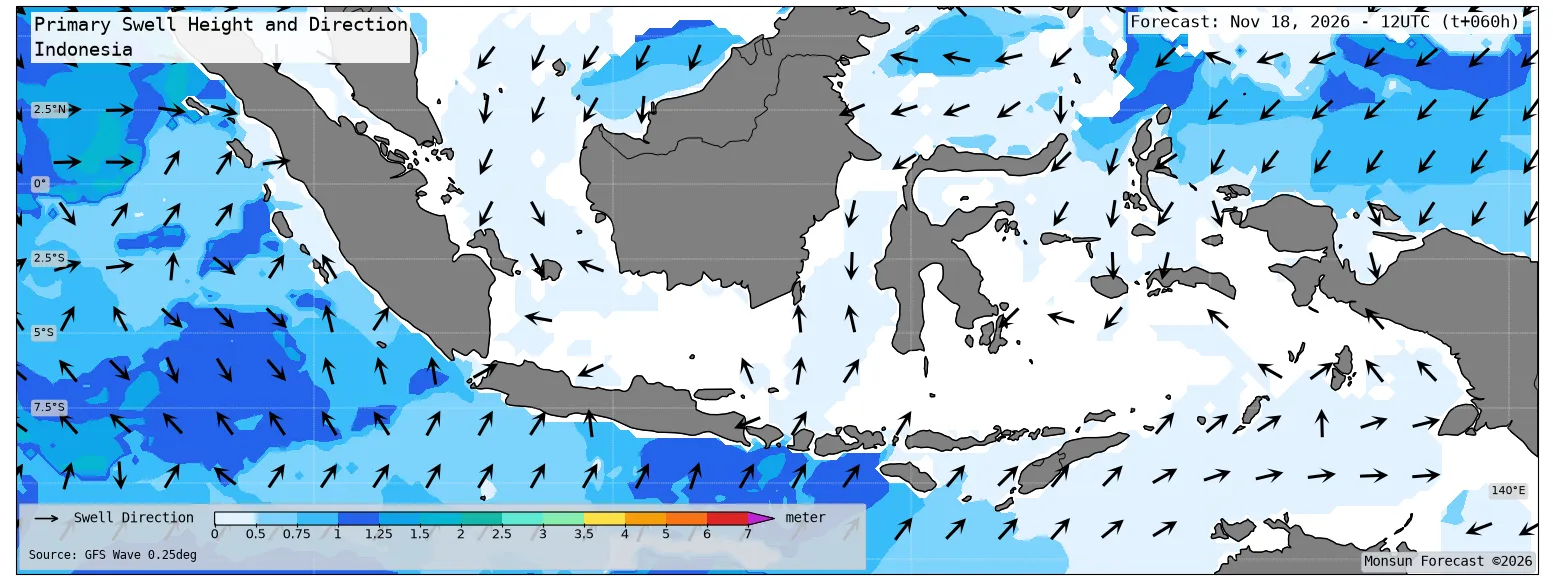 Primary Swell Height and Direction
Indonesia
Forecast: Nov 18, 2026 - 12UTC (t+060h)
2.5°N
0°
2.5°S
5°S
7.5°S
140°E
Swell Direction
meter
0 0.5 0.75 1 1.25 1.5 2 2.5 3 3.5 4 5 6 7
Source: GFS Wave 0.25deg
Monsun Forecast ©2026